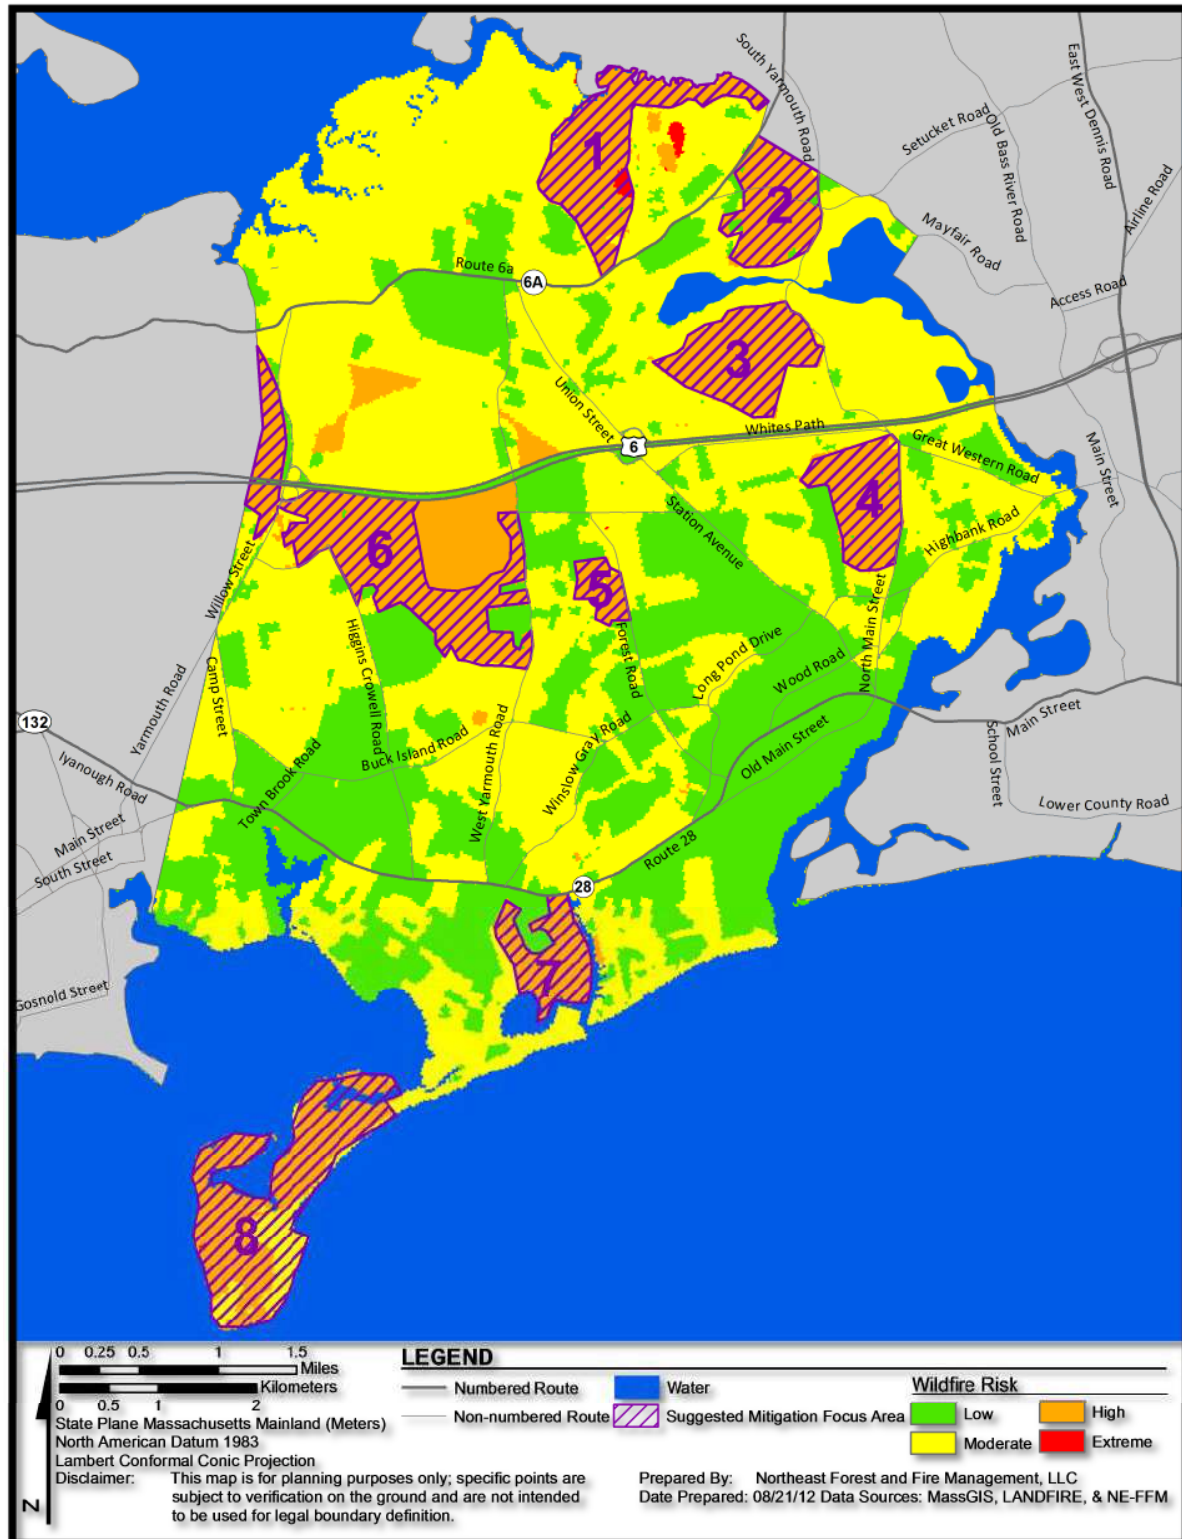 South Yarmouth Road
East West Dennis Road
Setucket Road
Old Bass River Road
Airline Road
1
2
Mayfair Road
Route 6a
6A
Access Road
3
Union Street
Whites Path
6
Great Western Road
Main Street
4
Station Avenue
Highbank Road
6
Willow Street
5
North Main Street
Higgins Crowell Road
Forest Road
Long Pond Drive
Wood Road
Camp Street
Yarmouth Road
132
Iyanough Road
Buck Island Road
West Yarmouth Road
Winslow Gray Road
Old Main Street
School Street
Main Street
Town Brook Road
Lower County Road
Main Street
South Street
Route 28
28
7
Gosnold Street
8
0 0.25 0.5 1 1.5
Miles
Kilometers
0 0.5 1 2
State Plane Massachusetts Mainland (Meters)
North American Datum 1983
Lambert Conformal Conic Projection
N
LEGEND
Numbered Route
Non-numbered Route
Water
Suggested Mitigation Focus Area
Wildfire Risk
Low
Moderate
High
Extreme
Disclaimer: This map is for planning purposes only; specific points are
subject to verification on the ground and are not intended
to be used for legal boundary definition.
Prepared By: Northeast Forest and Fire Management, LLC
Date Prepared: 08/21/12 Data Sources: MassGIS, LANDFIRE, & NE-FFM